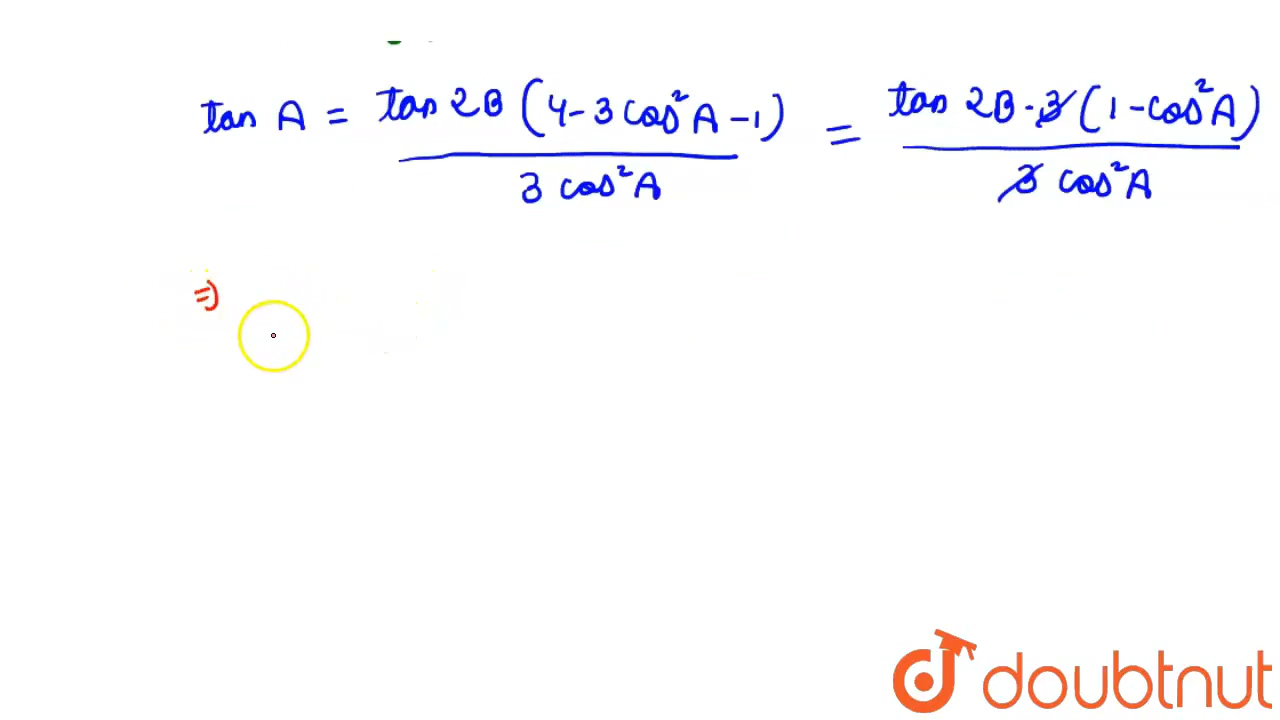 tan A = tan 2B (4 - 3 cos²A - 1) / 3 cos²A = tan 2B · 3 (1 - cos²A) / 3 cos²A
⇒
doubtnut